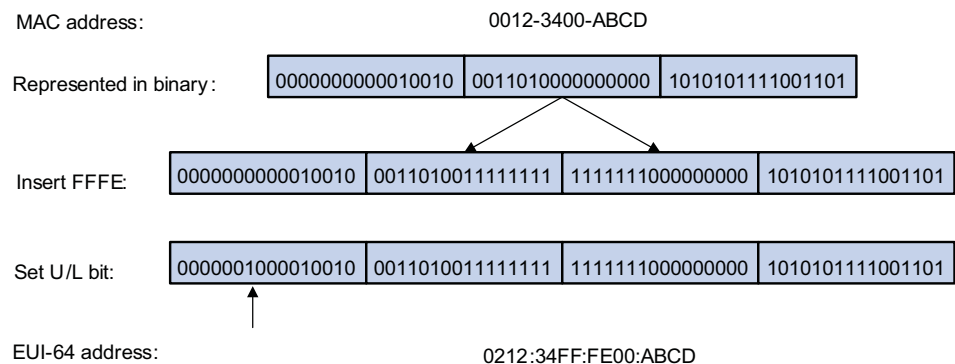 MAC address: 0012-3400-ABCD
Represented in binary: 0000000000010010 0011010000000000 1010101111001101
Insert FFFE: 0000000000010010 0011010011111111 1111111000000000 1010101111001101
Set U/L bit: 0000001000010010 0011010011111111 1111111000000000 1010101111001101
EUI-64 address: 0212:34FF:FE00:ABCD